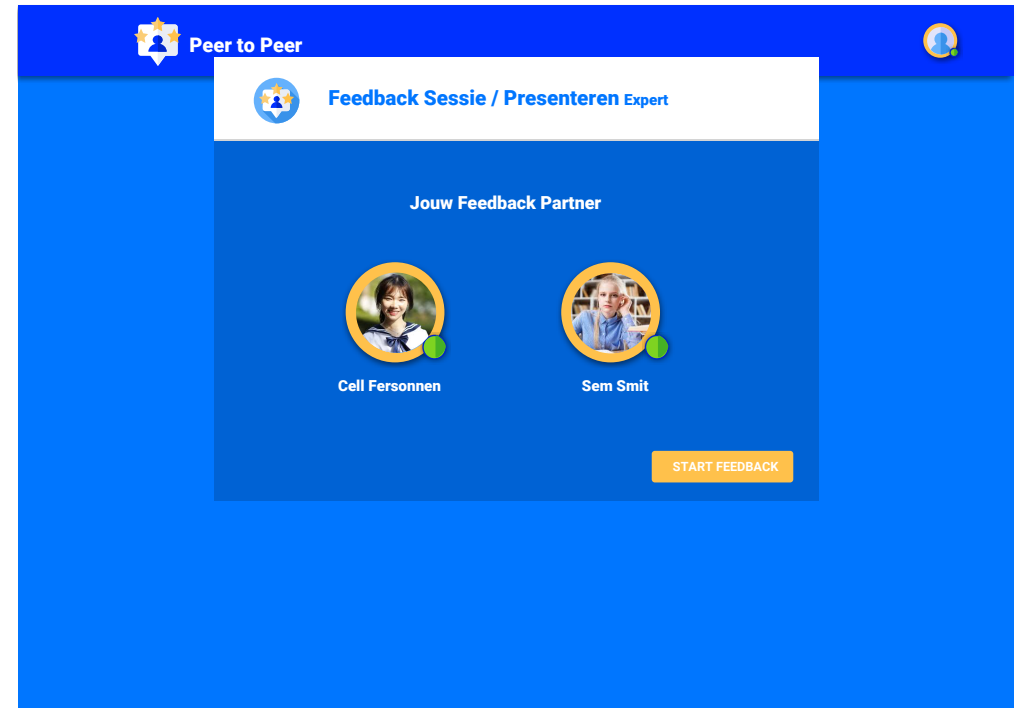 Peer to Peer
Feedback Sessie / Presenteren Expert
Jouw Feedback Partner
Cell Fersonnen
Sem Smit
START FEEDBACK